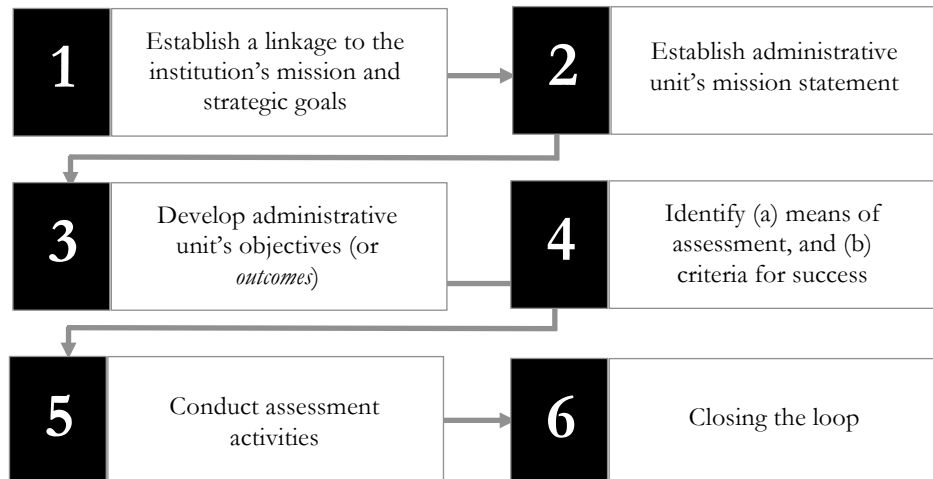 1
Establish a linkage to the
institution's mission and
strategic goals
2
Establish administrative
unit's mission statement
3
Develop administrative
unit's objectives (or
outcomes)
4
Identify (a) means of
assessment, and (b)
criteria for success
5
Conduct assessment
activities
6
Closing the loop